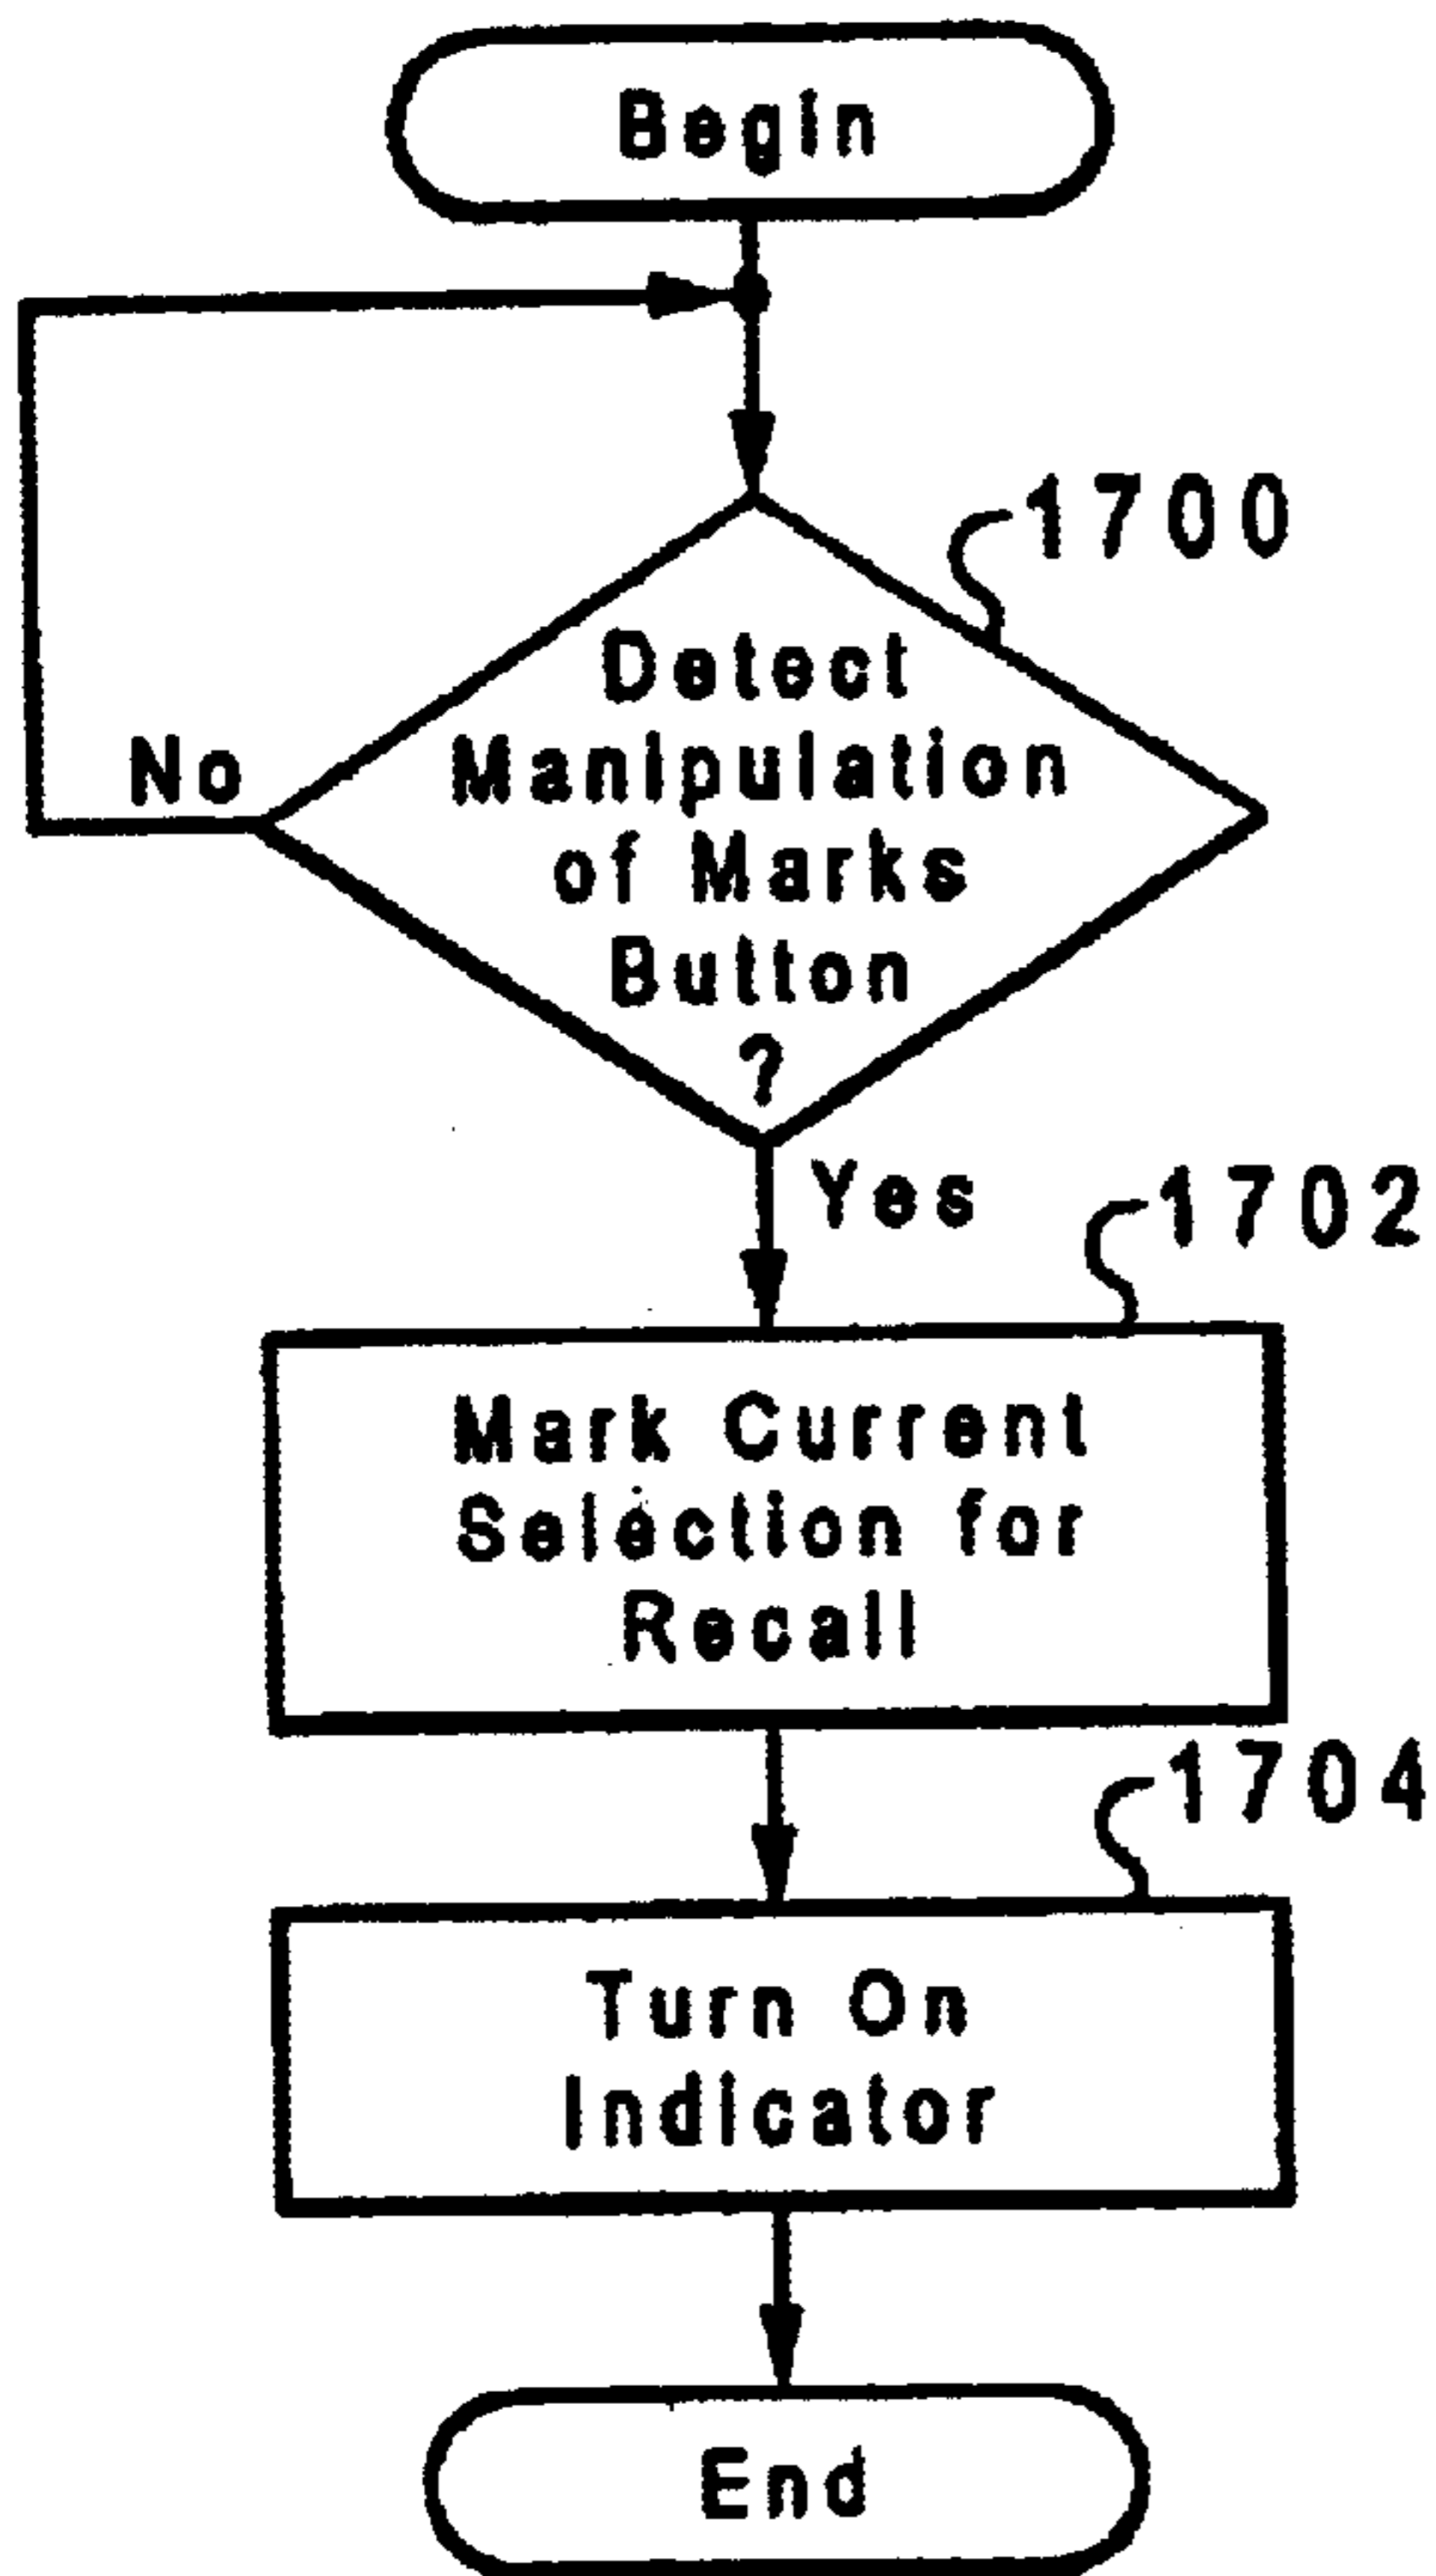 Begin
1700
Detect
Manipulation
of Marks
Button
?
No
Yes
1702
Mark Current
Selection for
Recall
1704
Turn On
Indicator
End